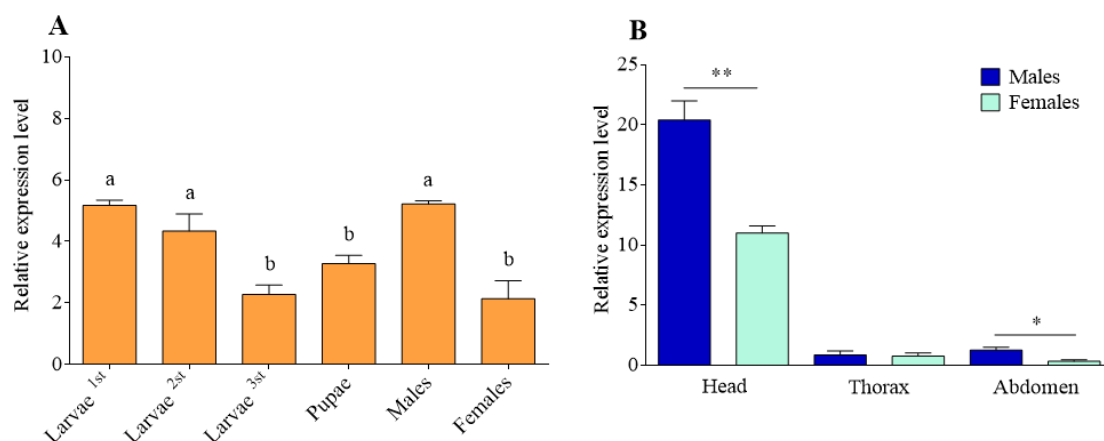 A
Relative expression level
10
8
6
4
2
0
a
a
b
b
a
b
Larvae 1st
Larvae 2st
Larvae 3st
Pupae
Males
Females
B
Relative expression level
25
20
15
10
5
0
**
*
Males
Females
Head
Thorax
Abdomen